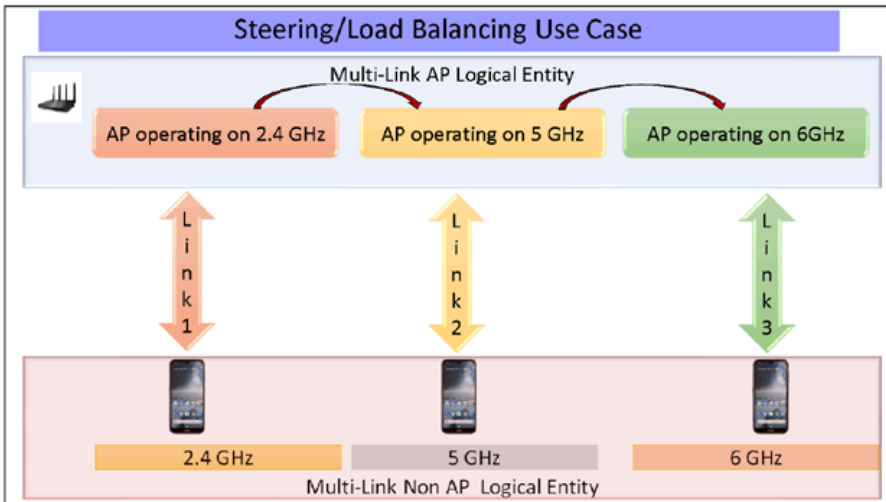 Steering/Load Balancing Use Case
Multi-Link AP Logical Entity
AP operating on 2.4 GHz
AP operating on 5 GHz
AP operating on 6GHz
Link1
Link2
Link3
2.4 GHz
5 GHz
6 GHz
Multi-Link Non AP Logical Entity